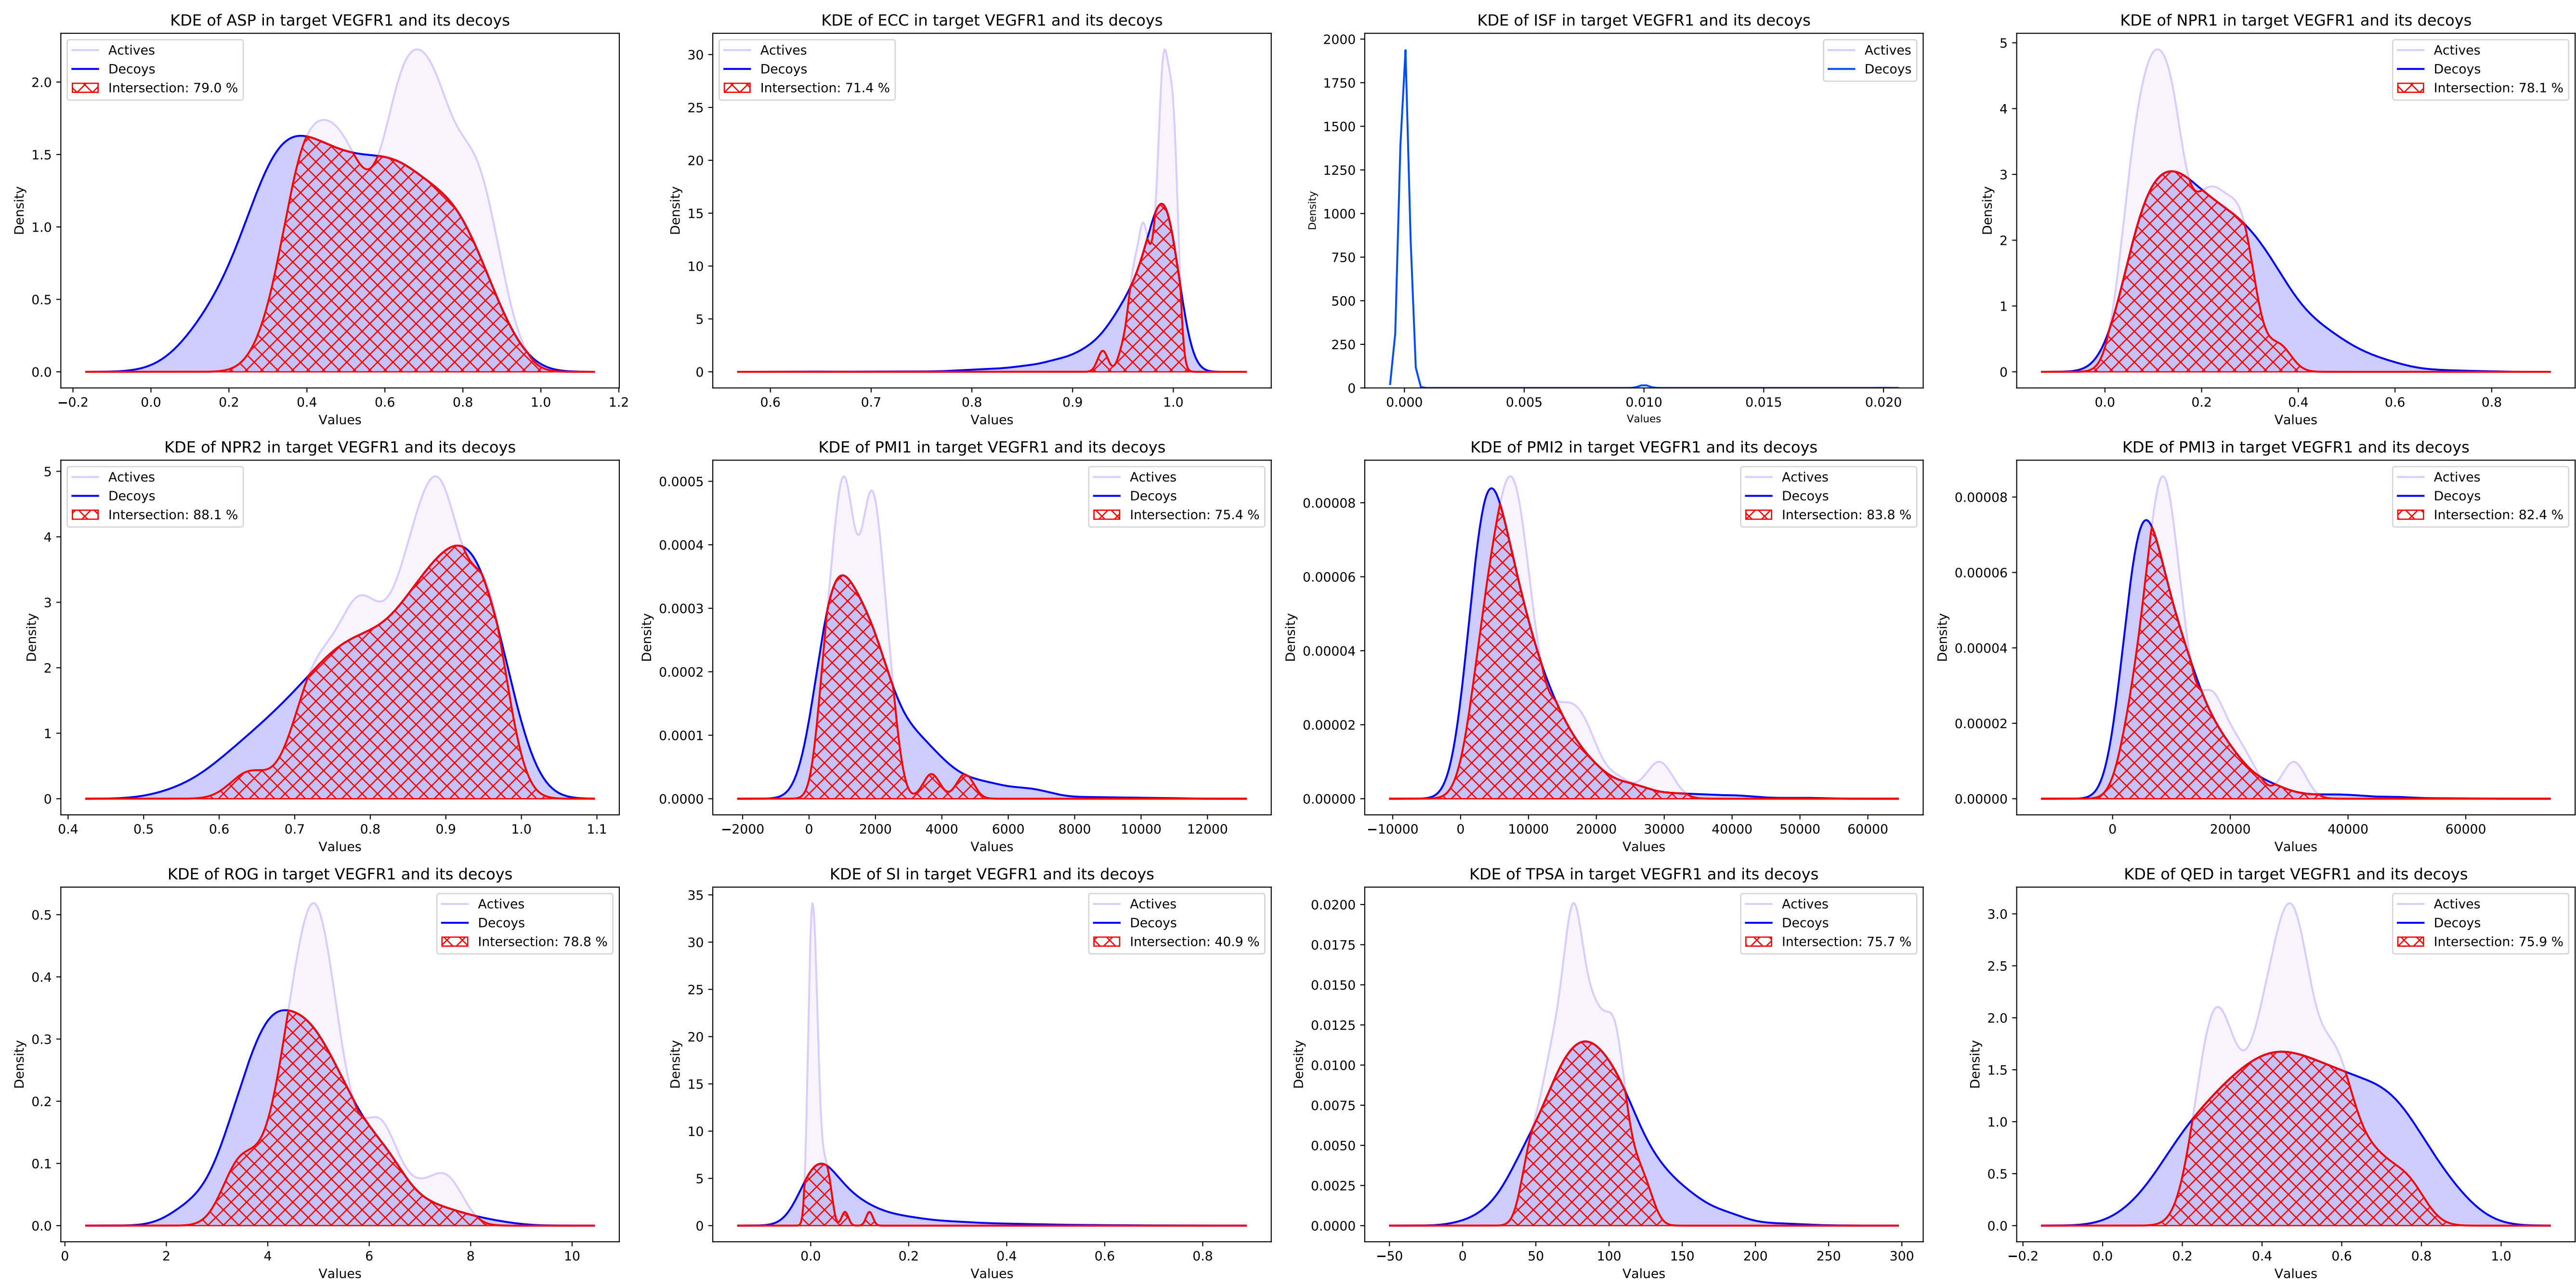 KDE of ASP in target VEGFR1 and its decoys
Actives
Decoys
Intersection: 79.0 %
Density
2.0
1.5
1.0
0.5
0.0
−0.2 0.0 0.2 0.4 0.6 0.8 1.0 1.2
Values
KDE of ECC in target VEGFR1 and its decoys
Actives
Decoys
Intersection: 71.4 %
Density
30
25
20
15
10
5
0
0.6 0.7 0.8 0.9 1.0
Values
KDE of ISF in target VEGFR1 and its decoys
Actives
Decoys
Density
2000
1750
1500
1250
1000
750
500
250
0
0.000 0.005 0.010 0.015 0.020
Values
KDE of NPR1 in target VEGFR1 and its decoys
Actives
Decoys
Intersection: 78.1 %
Density
5
4
3
2
1
0
0.0 0.2 0.4 0.6 0.8
Values
KDE of NPR2 in target VEGFR1 and its decoys
Actives
Decoys
Intersection: 88.1 %
Density
5
4
3
2
1
0
0.4 0.5 0.6 0.7 0.8 0.9 1.0 1.1
Values
KDE of PMI1 in target VEGFR1 and its decoys
Actives
Decoys
Intersection: 75.4 %
Density
0.0005
0.0004
0.0003
0.0002
0.0001
0.0000
−2000 0 2000 4000 6000 8000 10000 12000
Values
KDE of PMI2 in target VEGFR1 and its decoys
Actives
Decoys
Intersection: 83.8 %
Density
0.00008
0.00006
0.00004
0.00002
0.00000
−10000 0 10000 20000 30000 40000 50000 60000
Values
KDE of PMI3 in target VEGFR1 and its decoys
Actives
Decoys
Intersection: 82.4 %
Density
0.00008
0.00006
0.00004
0.00002
0.00000
0 20000 40000 60000
Values
KDE of ROG in target VEGFR1 and its decoys
Actives
Decoys
Intersection: 78.8 %
Density
0.5
0.4
0.3
0.2
0.1
0.0
0 2 4 6 8 10
Values
KDE of SI in target VEGFR1 and its decoys
Actives
Decoys
Intersection: 40.9 %
Density
35
30
25
20
15
10
5
0
0.0 0.2 0.4 0.6 0.8
Values
KDE of TPSA in target VEGFR1 and its decoys
Actives
Decoys
Intersection: 75.7 %
Density
0.0200
0.0175
0.0150
0.0125
0.0100
0.0075
0.0050
0.0025
0.0000
−50 0 50 100 150 200 250 300
Values
KDE of QED in target VEGFR1 and its decoys
Actives
Decoys
Intersection: 75.9 %
Density
3.0
2.5
2.0
1.5
1.0
0.5
0.0
−0.2 0.0 0.2 0.4 0.6 0.8 1.0
Values